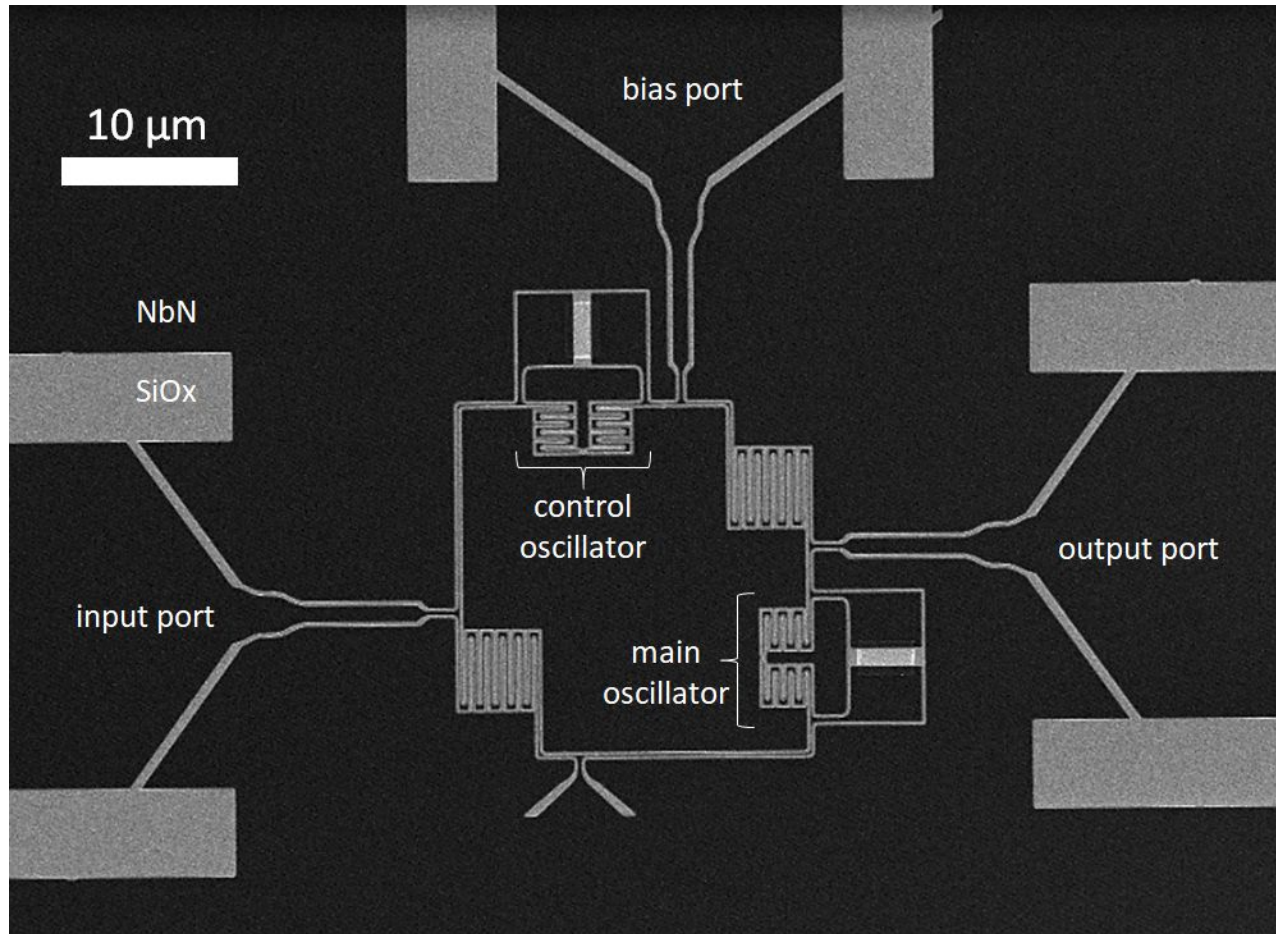 bias port
10 µm
NbN
SiOx
control
oscillator
output port
input port
main
oscillator